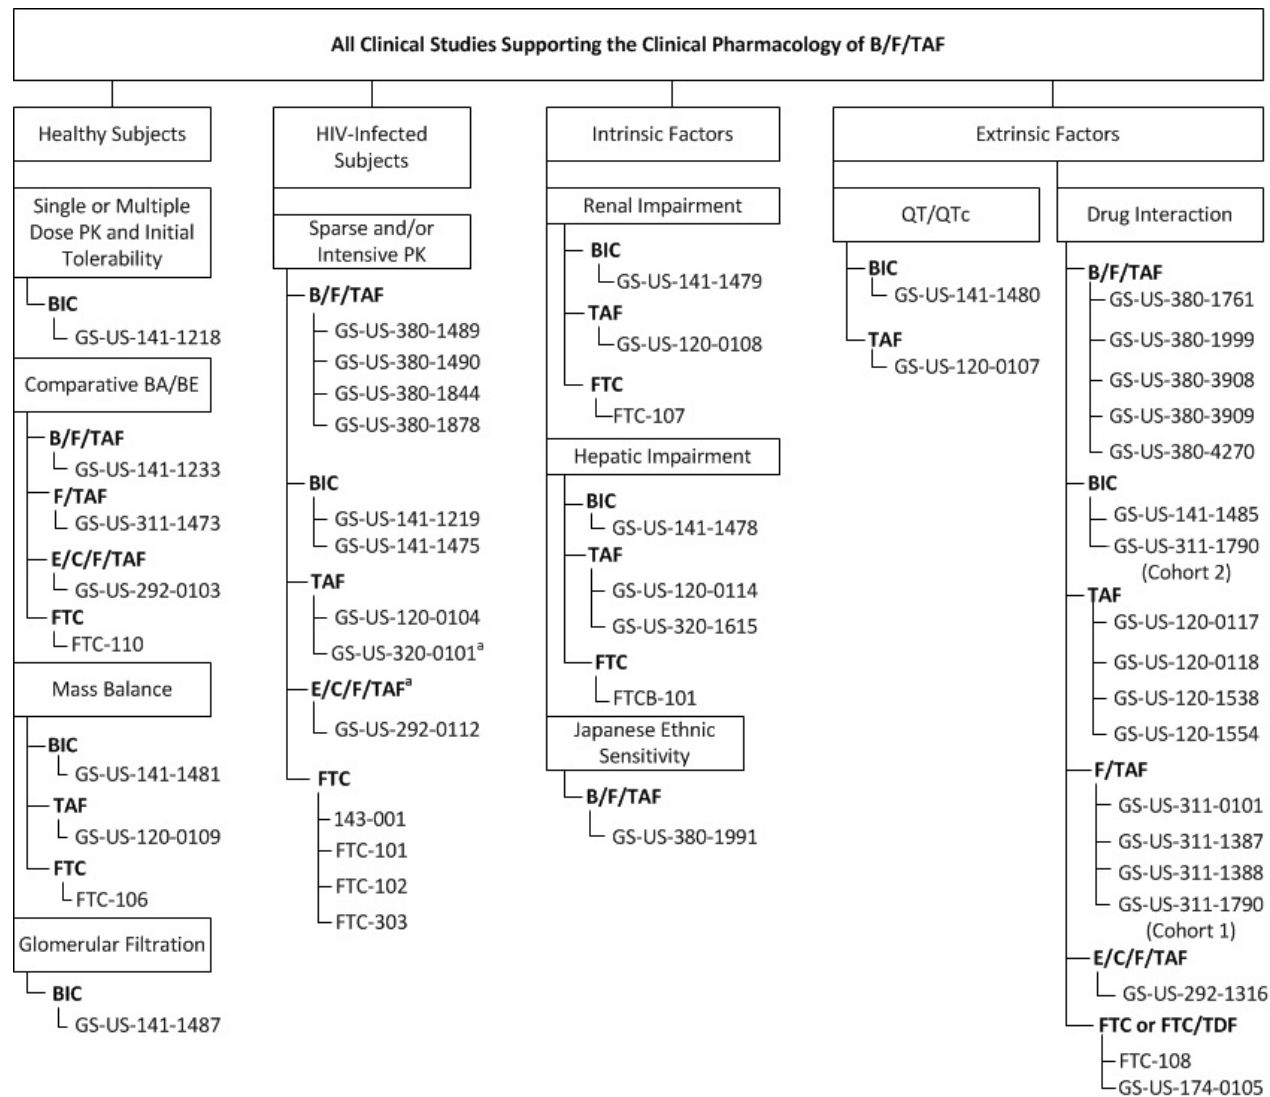 All Clinical Studies Supporting the Clinical Pharmacology of B/F/TAF
Healthy Subjects
Single or Multiple
Dose PK and Initial
Tolerability
BIC
GS-US-141-1218
Comparative BA/BE
B/F/TAF
GS-US-141-1233
F/TAF
GS-US-311-1473
E/C/F/TAF
GS-US-292-0103
FTC
FTC-110
Mass Balance
BIC
GS-US-141-1481
TAF
GS-US-120-0109
FTC
FTC-106
Glomerular Filtration
BIC
GS-US-141-1487
HIV-Infected
Subjects
Sparse and/or
Intensive PK
B/F/TAF
GS-US-380-1489
GS-US-380-1490
GS-US-380-1844
GS-US-380-1878
BIC
GS-US-141-1219
GS-US-141-1475
TAF
GS-US-120-0104
GS-US-320-0101ª
E/C/F/TAFª
GS-US-292-0112
FTC
143-001
FTC-101
FTC-102
FTC-303
Intrinsic Factors
Renal Impairment
BIC
GS-US-141-1479
TAF
GS-US-120-0108
FTC
FTC-107
Hepatic Impairment
BIC
GS-US-141-1478
TAF
GS-US-120-0114
GS-US-320-1615
FTC
FTCB-101
Japanese Ethnic
Sensitivity
B/F/TAF
GS-US-380-1991
Extrinsic Factors
QT/QTc
BIC
GS-US-141-1480
TAF
GS-US-120-0107
Drug Interaction
B/F/TAF
GS-US-380-1761
GS-US-380-1999
GS-US-380-3908
GS-US-380-3909
GS-US-380-4270
BIC
GS-US-141-1485
GS-US-311-1790
(Cohort 2)
TAF
GS-US-120-0117
GS-US-120-0118
GS-US-120-1538
GS-US-120-1554
F/TAF
GS-US-311-0101
GS-US-311-1387
GS-US-311-1388
GS-US-311-1790
(Cohort 1)
E/C/F/TAF
GS-US-292-1316
FTC or FTC/TDF
FTC-108
GS-US-174-0105